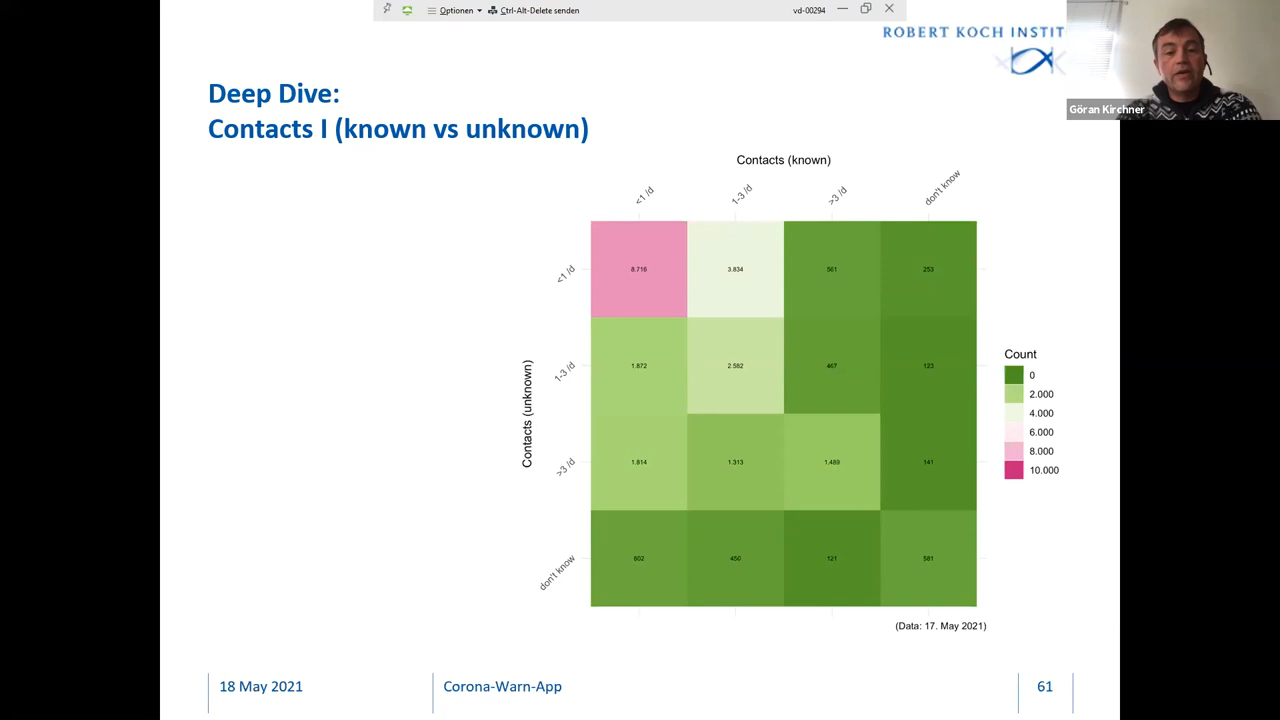 Optionen
Ctrl-Alt-Delete senden
vd-00294
ROBERT KOCH INSTIT
Göran Kirchner
Deep Dive:
Contacts I (known vs unknown)
Contacts (known)
<1 /d
1-3 /d
>3 /d
don't know
Contacts (unknown)
<1 /d
8.716
3.834
561
253
1-3 /d
1.872
2.582
467
123
>3 /d
1.814
1.313
1.489
141
don't know
602
450
121
581
Count
0
2.000
4.000
6.000
8.000
10.000
(Data: 17. May 2021)
18 May 2021
Corona-Warn-App
61